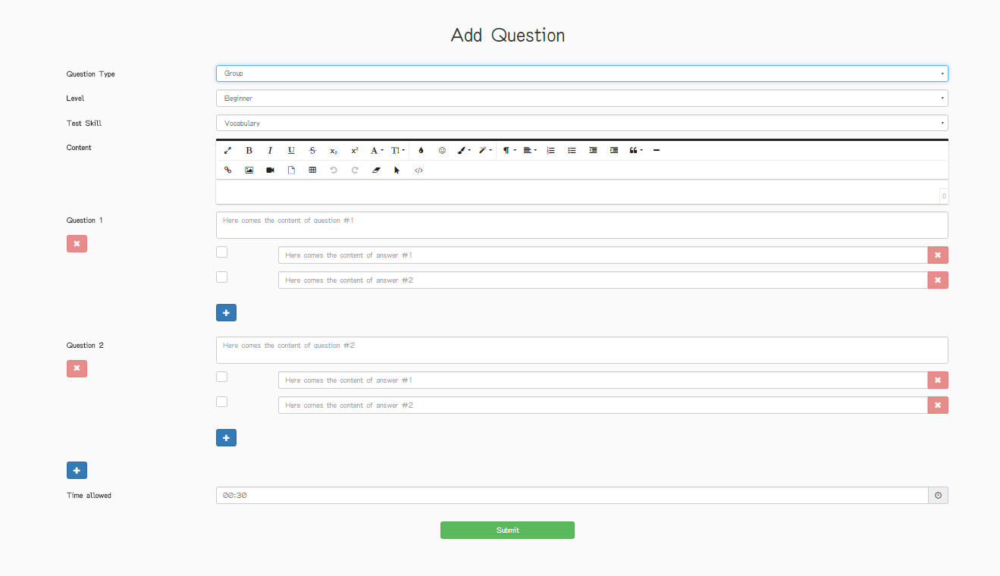 Add Question
Question Type Group
Level Beginner
Test Skill Vocabulary
Content
B I U S x₂ x² A T
0
Question 1 Here comes the content of question #1
Here comes the content of answer #1
Here comes the content of answer #2
Question 2 Here comes the content of question #2
Here comes the content of answer #1
Here comes the content of answer #2
Time allowed 00:30
Submit